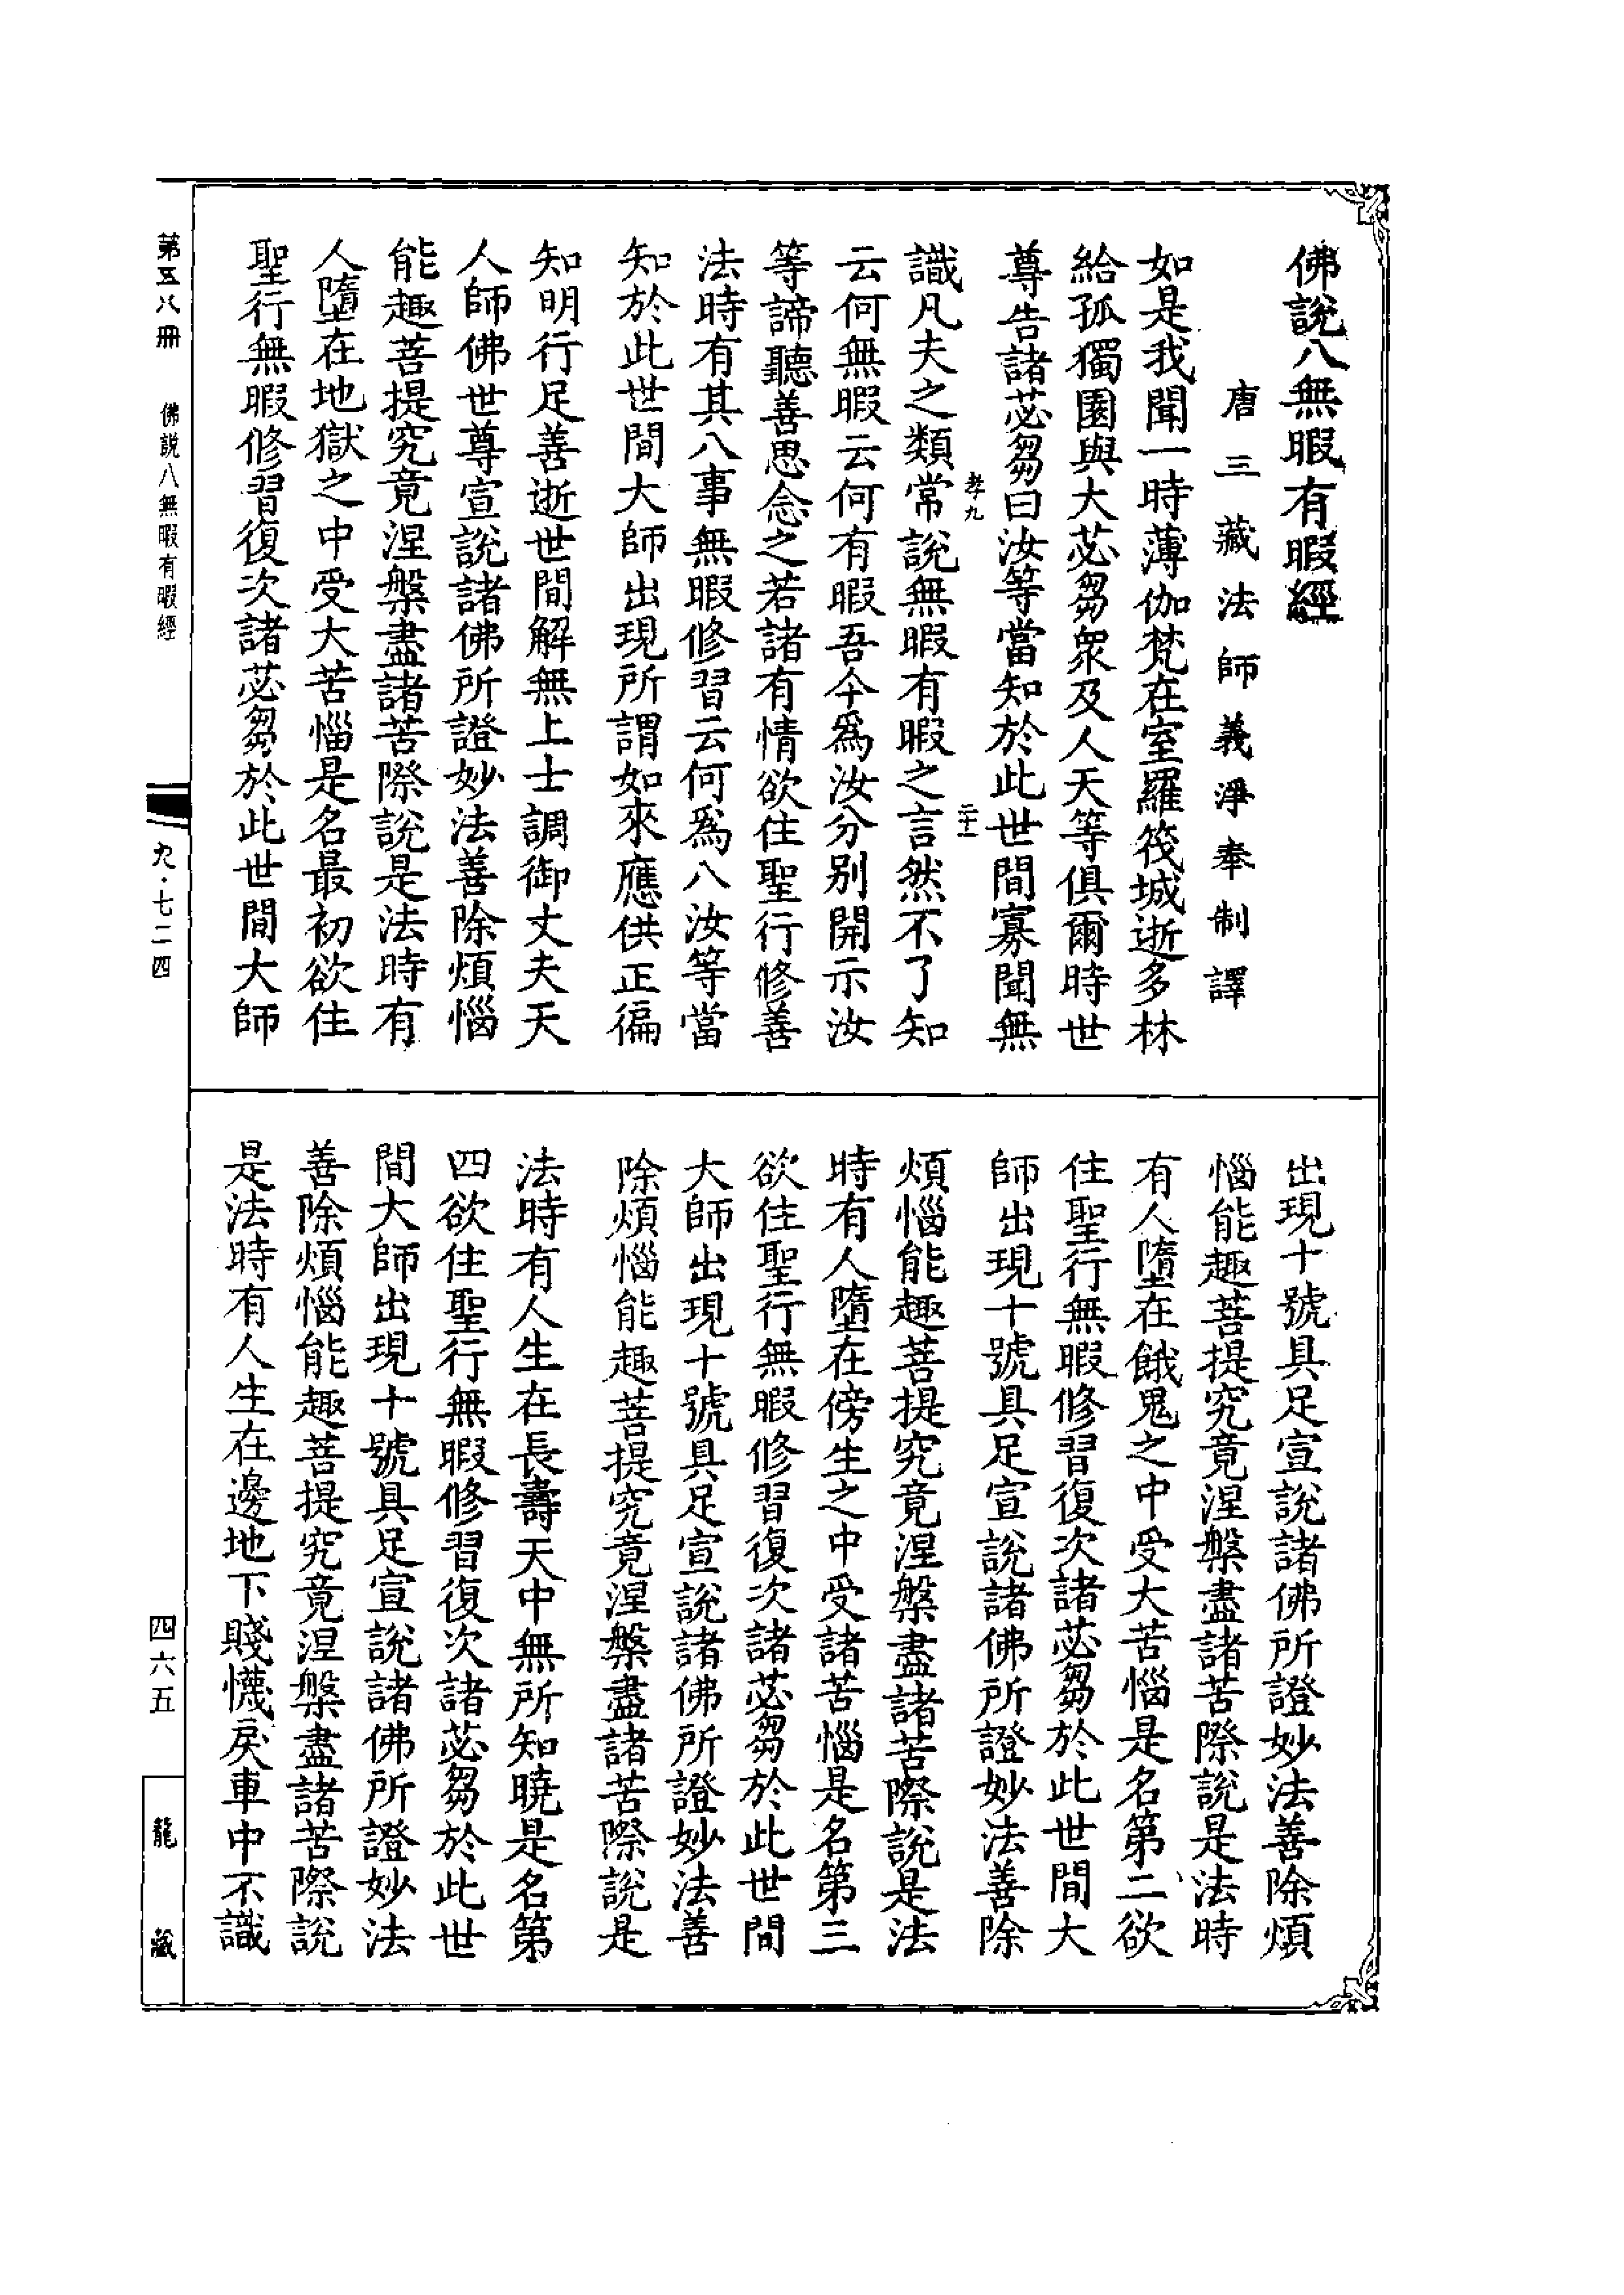 佛說八無暇有暇經
唐三藏法師義淨奉制譯
如是我聞一時薄伽梵在室羅筏城逝多林
給孤獨園與大苾芻眾及人天等俱爾時世
尊告諸苾芻曰汝等當知於此世間寡聞無
孝九
二十一
識凡夫之類常說無暇有暇之言然不了知
云何無暇云何有暇吾今爲汝分別開示汝
等諦聽善思念之若諸有情欲住聖行修善
法時有其八事無暇修習云何爲八汝等當
知於此世間大師出現所謂如來應供正徧
知明行足善逝世間解無上士調御丈夫天
人師佛世尊宣說諸佛所證妙法善除煩惱
能趣菩提究竟涅槃盡諸苦際說是法時有
人墮在地獄之中受大苦惱是名最初欲住
聖行無暇修習復次諸苾芻於此世間大師
出現十號具足宣說諸佛所證妙法善除煩
惱能趣菩提究竟涅槃盡諸苦際說是法時
有人墮在餓鬼之中受大苦惱是名第二欲
住聖行無暇修習復次諸苾芻於此世間大
師出現十號具足宣說諸佛所證妙法善除
煩惱能趣菩提究竟涅槃盡諸苦際說是法
時有人墮在傍生之中受諸苦惱是名第三
欲住聖行無暇修習復次諸苾芻於此世間
大師出現十號具足宣說諸佛所證妙法善
除煩惱能趣菩提究竟涅槃盡諸苦際說是
法時有人生在長壽天中無所知曉是名第
四欲住聖行無暇修習復次諸苾芻於此世
間大師出現十號具足宣說諸佛所證妙法
善除煩惱能趣菩提究竟涅槃盡諸苦際說
是法時有人生在邊地下賤懱戾車中不識
第五八冊
佛說八無暇有暇經
九·七二四
四六五
龍藏